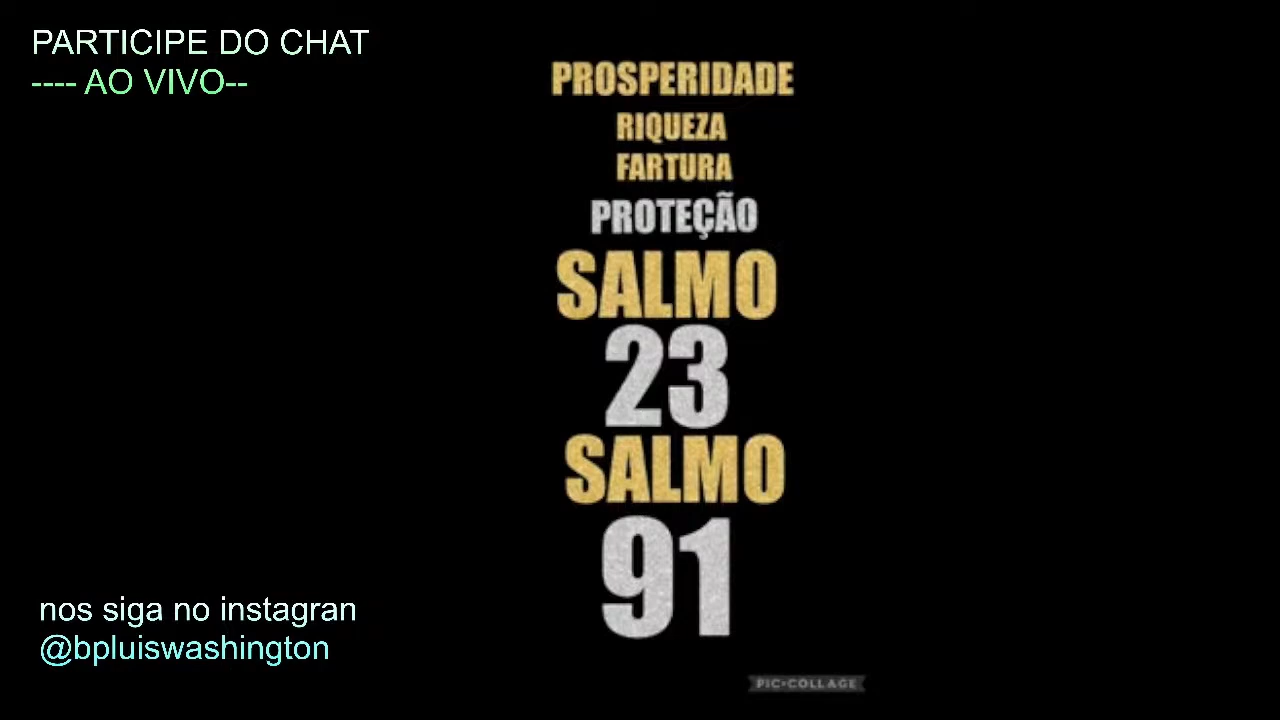 PARTICIPE DO CHAT
---- AO VIVO--
PROSPERIDADE
RIQUEZA
FARTURA
PROTEÇÃO
SALMO
23
SALMO
91
nos siga no instagran
@bpluiswashington
PIC•COLLAGE